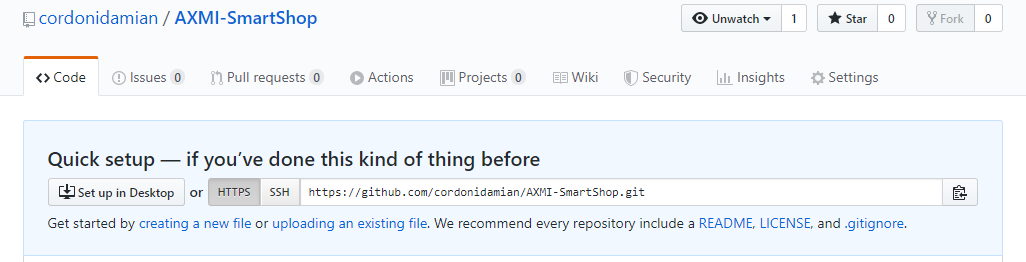 cordonidamian / AXMI-SmartShop Unwatch 1 Star 0 Fork 0
Code Issues 0 Pull requests 0 Actions Projects 0 Wiki Security Insights Settings
Quick setup — if you’ve done this kind of thing before
Set up in Desktop or HTTPS SSH https://github.com/cordonidamian/AXMI-SmartShop.git
Get started by creating a new file or uploading an existing file. We recommend every repository include a README, LICENSE, and .gitignore.